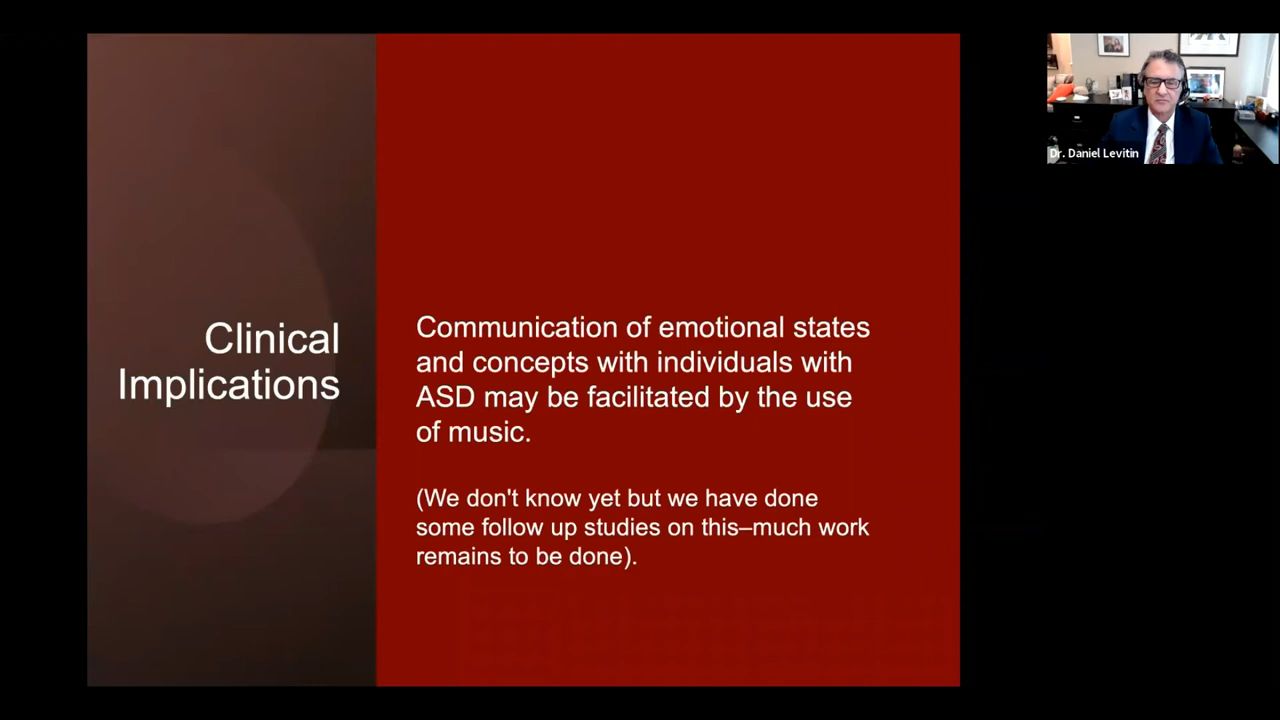 Clinical
Implications
Communication of emotional states
and concepts with individuals with
ASD may be facilitated by the use
of music.
(We don't know yet but we have done
some follow up studies on this–much work
remains to be done).
Dr. Daniel Levitin